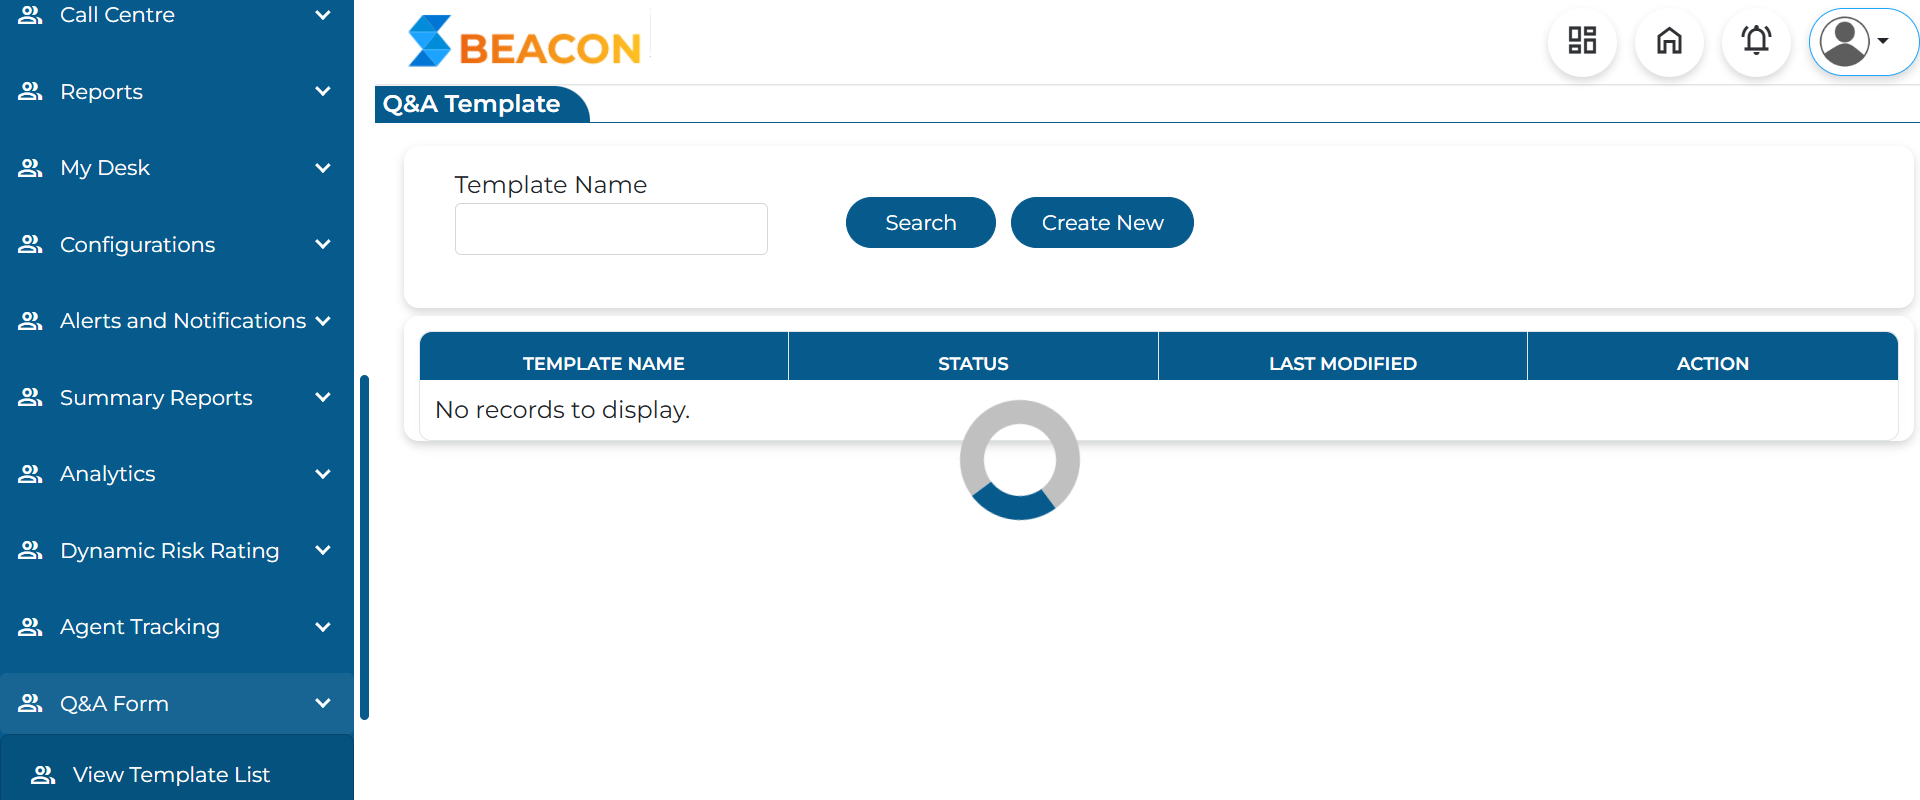 Call Centre
Reports
My Desk
Configurations
Alerts and Notifications
Summary Reports
Analytics
Dynamic Risk Rating
Agent Tracking
Q&A Form
View Template List
BEACON
Q&A Template
Template Name
Search
Create New
TEMPLATE NAME STATUS LAST MODIFIED ACTION
No records to display.